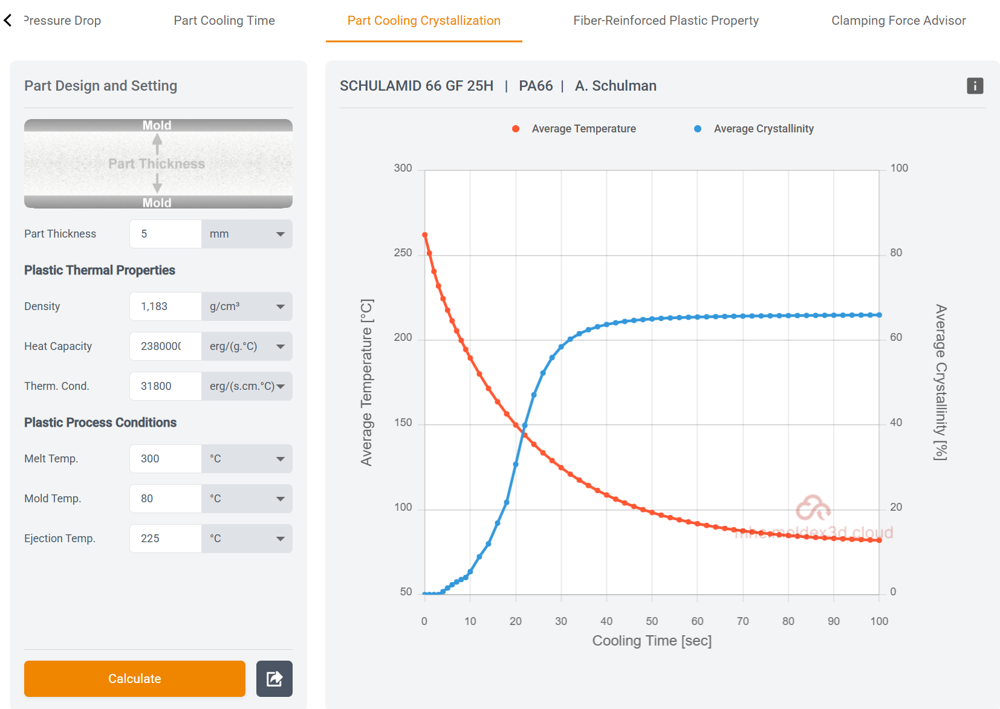 Pressure Drop
Part Cooling Time
Part Cooling Crystallization
Fiber-Reinforced Plastic Property
Clamping Force Advisor
Part Design and Setting
Mold
Part Thickness
Mold
Part Thickness 5 mm
Plastic Thermal Properties
Density 1,183 g/cm³
Heat Capacity 2380000 erg/(g.°C)
Therm. Cond. 31800 erg/(s.cm.°C)
Plastic Process Conditions
Melt Temp. 300 °C
Mold Temp. 80 °C
Ejection Temp. 225 °C
Calculate
SCHULAMID 66 GF 25H | PA66 | A. Schulman
i
Average Temperature
Average Crystallinity
300
250
200
150
100
50
Average Temperature [°C]
100
80
60
40
20
0
Average Crystallinity [%]
0 10 20 30 40 50 60 70 80 90 100
Cooling Time [sec]
mhc.moldex3d.cloud